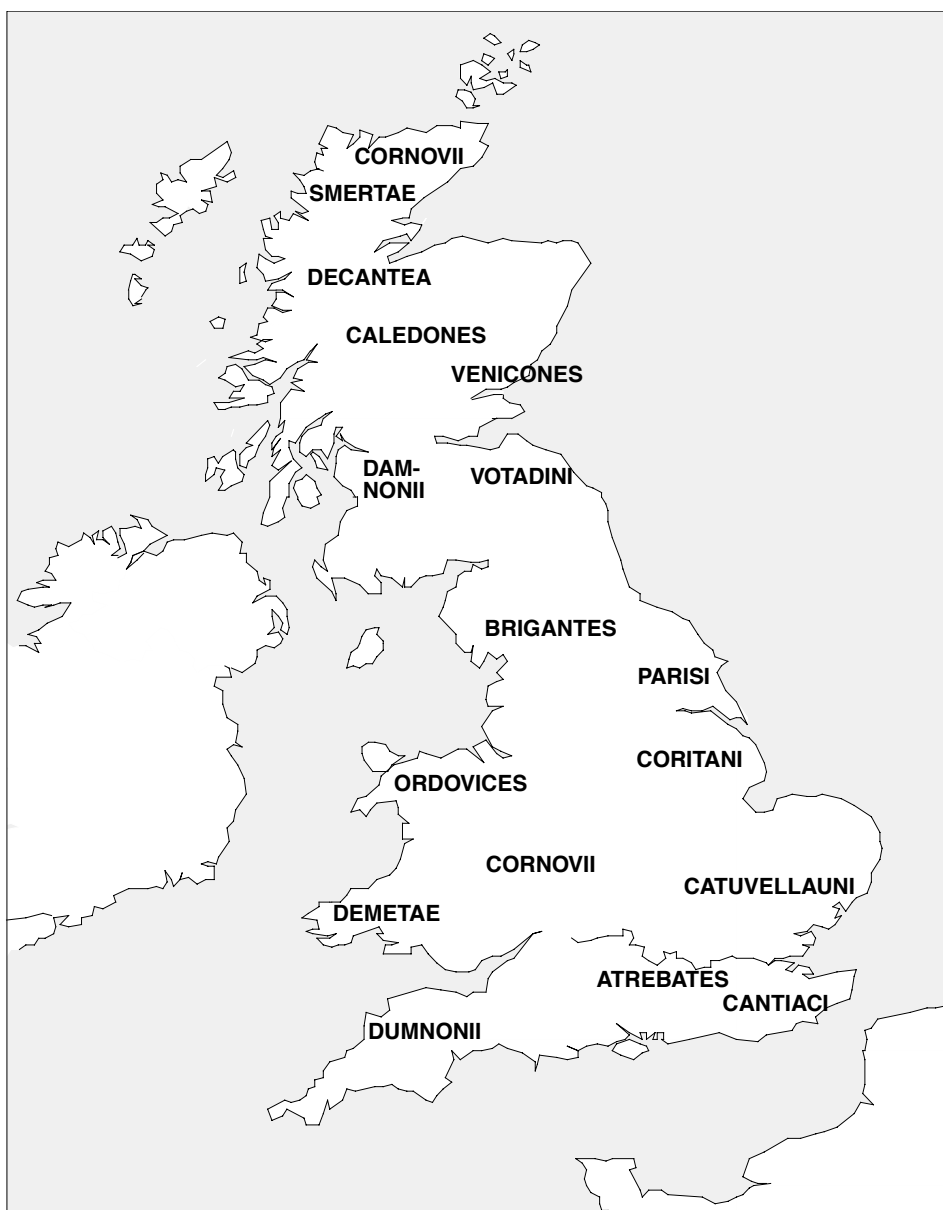 CORNOVII
SMERTAE
DECANTEA
CALEDONES
VENICONES
DAM-
NONII
VOTADINI
BRIGANTES
PARISI
CORITANI
ORDOVICES
CORNOVII
CATUVELLAUNI
DEMETAE
ATREBATES
CANTIACI
DUMNONII